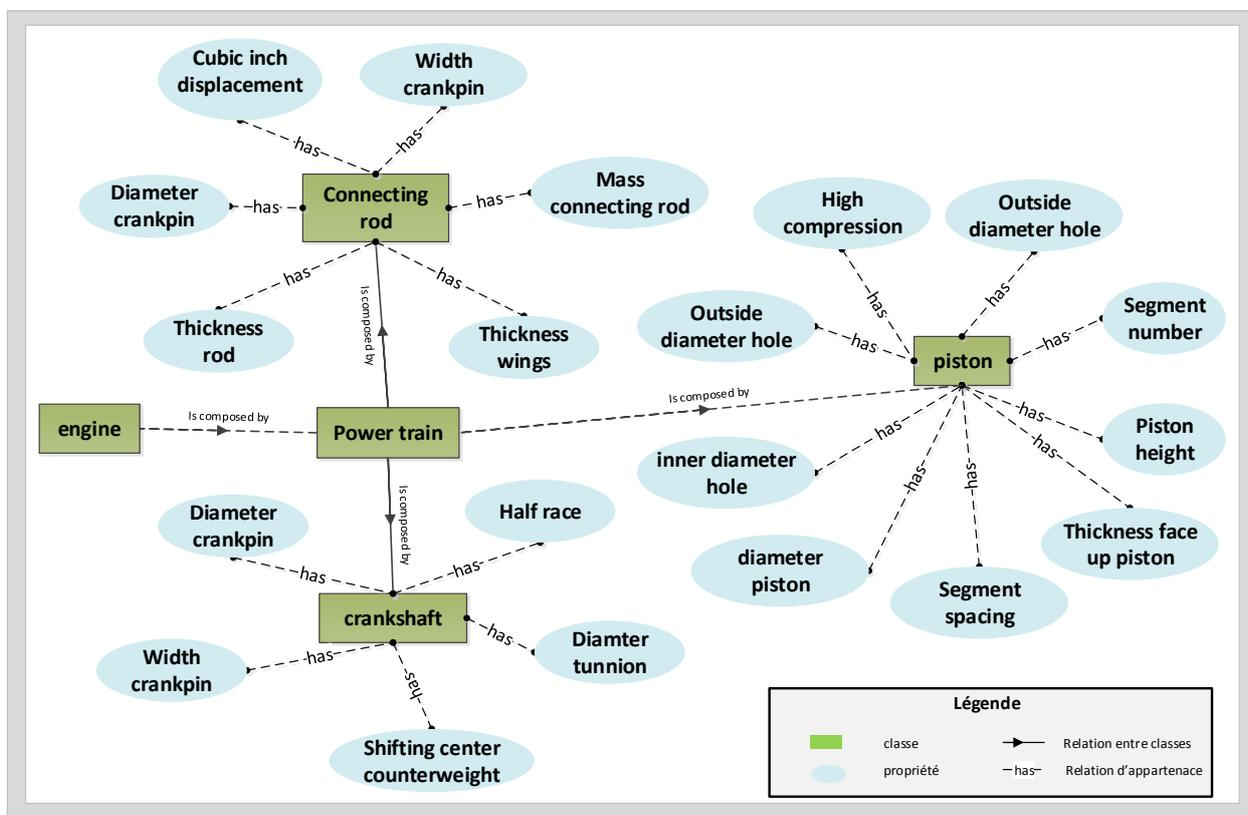 Cubic inch
displacement
Width
crankpin
has
has
Diameter
crankpin
has
Connecting
rod
has
Mass
connecting rod
has
has
Thickness
rod
Thickness
wings
Is composed by
High
compression
Outside
diameter hole
has
has
Outside
diameter hole
has
piston
has
Segment
number
engine
Is composed by
Power train
Is composed by
has
has
has
has
has
Piston
height
inner diameter
hole
diameter
piston
Segment
spacing
Thickness face
up piston
Is composed by
Diameter
crankpin
Half race
has
has
crankshaft
has
Diamter
tunnion
Width
crankpin
has
has
Shifting center
counterweight
Légende
classe
Relation entre classes
propriété
has
Relation d'appartenace